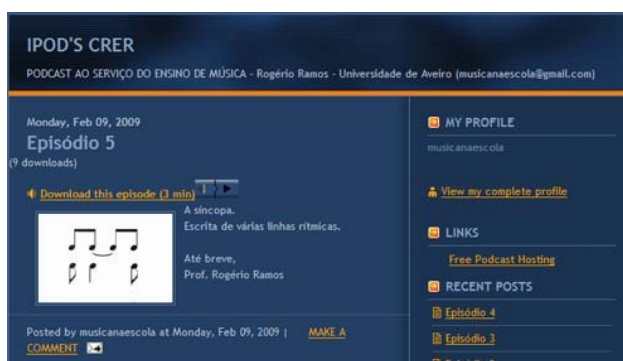 IPOD'S CRER
PODCAST AO SERVIÇO DO ENSINO DE MÚSICA - Rogério Ramos - Universidade de Aveiro (musicanaescola@gmail.com)
Monday, Feb 09, 2009
Episódio 5
(9 downloads)
Download this episode (3 min)
A síncopa.
Escrita de várias linhas rítmicas.
Até breve,
Prof. Rogério Ramos
Posted by musicanaescola at Monday, Feb 09, 2009 | MAKE A
COMMENT
MY PROFILE
musicanaescola
View my complete profile
LINKS
Free Podcast Hosting
RECENT POSTS
Episódio 4
Episódio 3